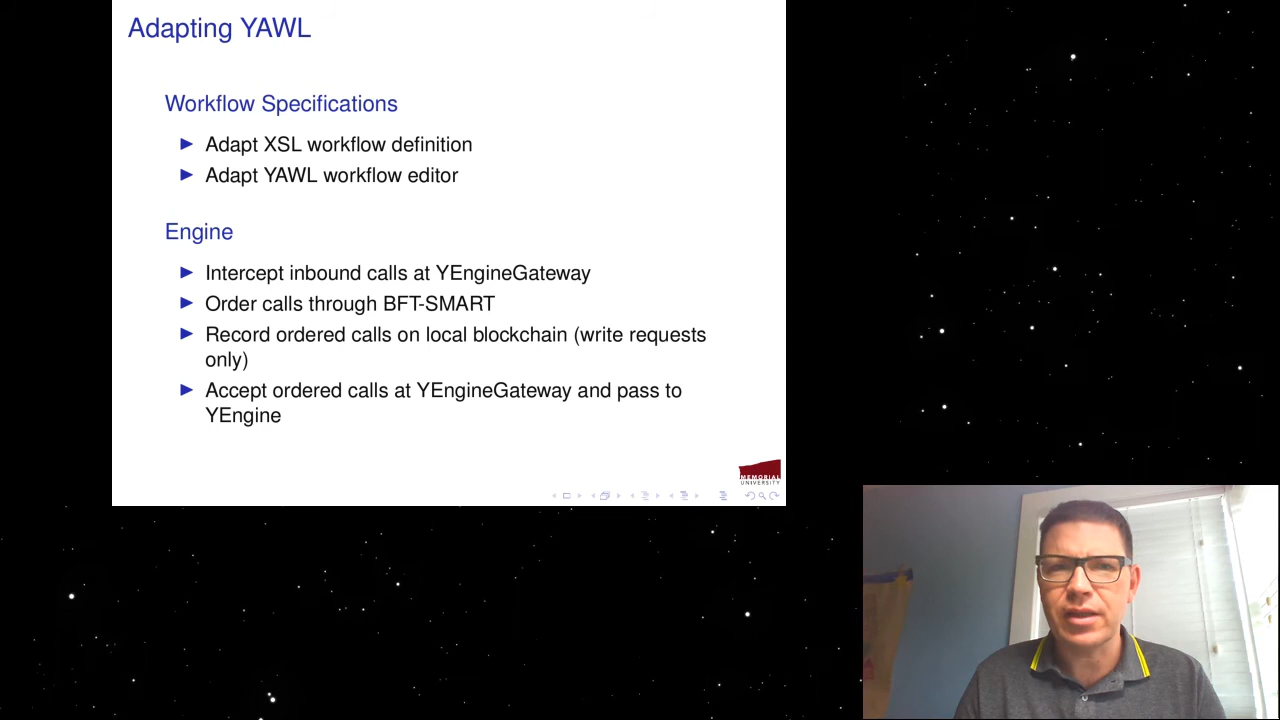 Adapting YAWL
Workflow Specifications
Adapt XSL workflow definition
Adapt YAWL workflow editor
Engine
Intercept inbound calls at YEngineGateway
Order calls through BFT-SMART
Record ordered calls on local blockchain (write requests
only)
Accept ordered calls at YEngineGateway and pass to
YEngine
MEMORIAL
UNIVERSITY